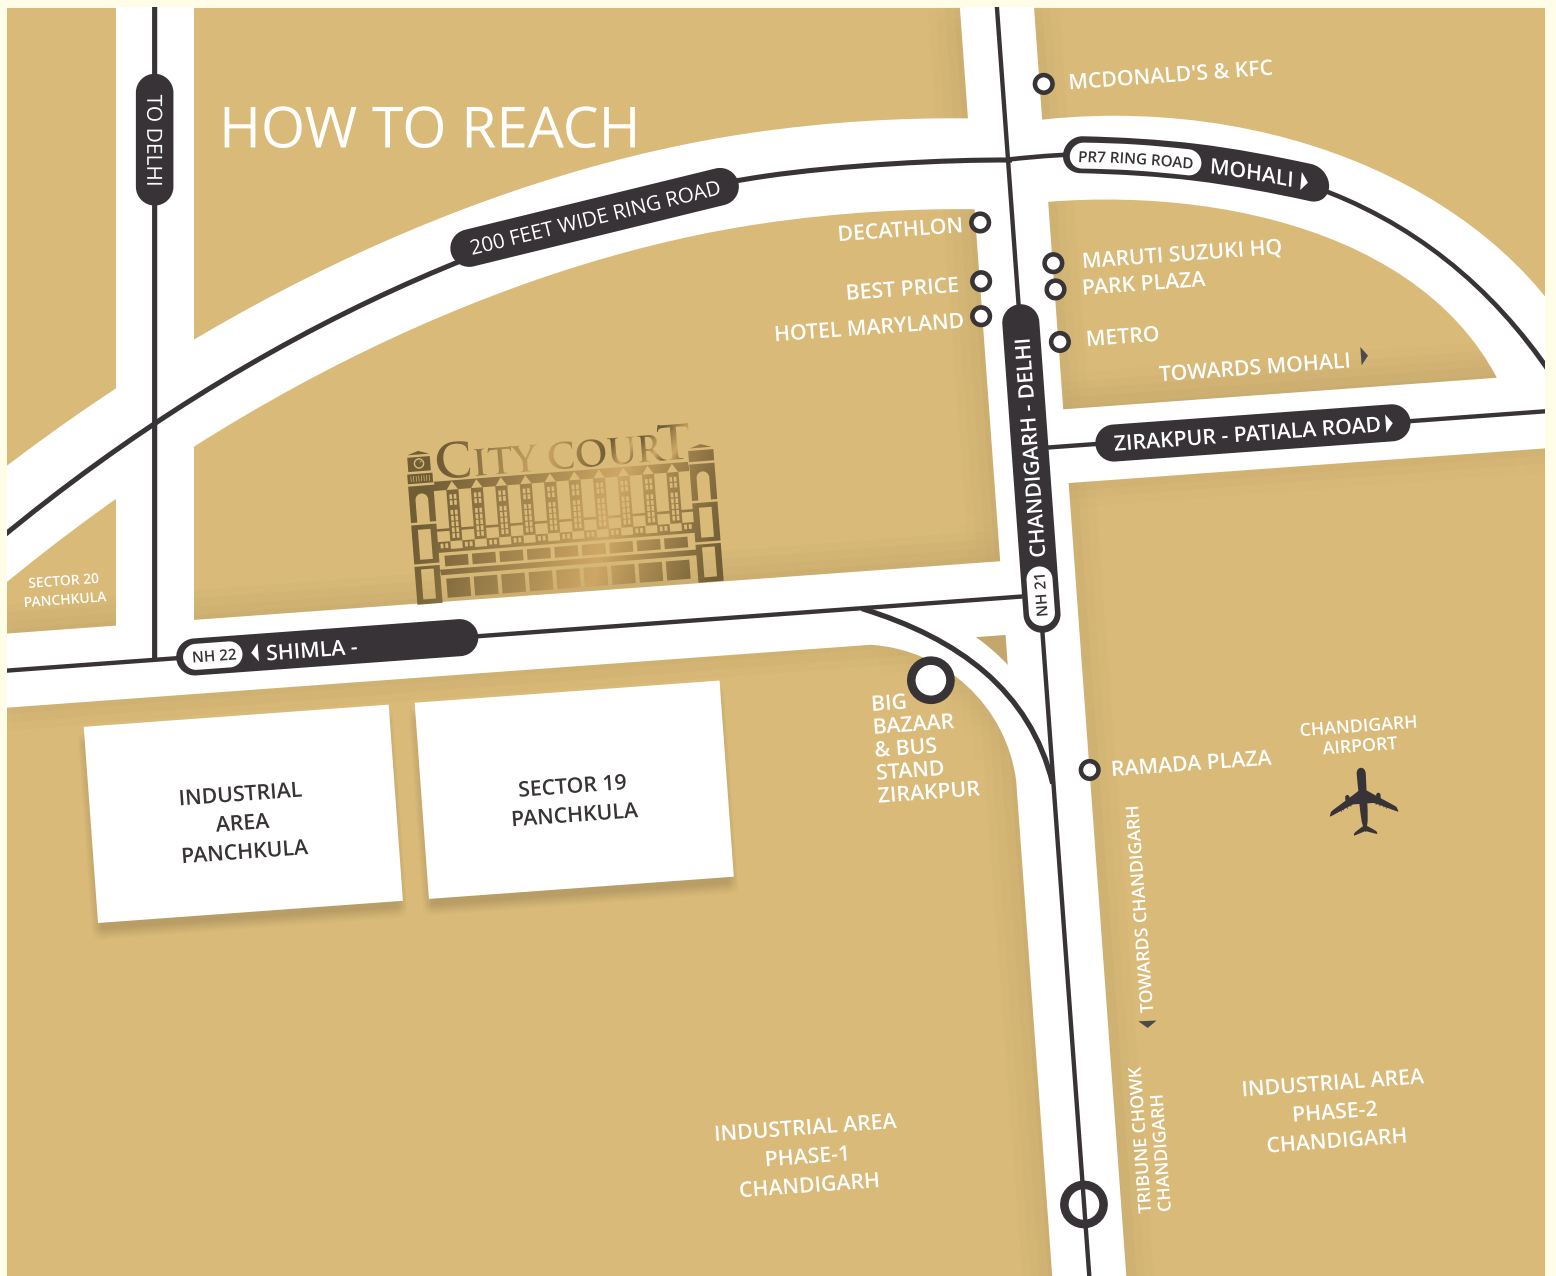 TO DELHI
HOW TO REACH
MCDONALD'S & KFC
200 FEET WIDE RING ROAD
PR7 RING ROAD MOHALI
DECATHLON
BEST PRICE
HOTEL MARYLAND
MARUTI SUZUKI HQ
PARK PLAZA
METRO
TOWARDS MOHALI
CHANDIGARH - DELHI
NH 21
ZIRAKPUR - PATIALA ROAD
CITY COURT
SECTOR 20
PANCHKULA
NH 22 SHIMLA -
INDUSTRIAL
AREA
PANCHKULA
SECTOR 19
PANCHKULA
BIG
BAZAAR
& BUS
STAND
ZIRAKPUR
RAMADA PLAZA
CHANDIGARH
AIRPORT
TOWARDS CHANDIGARH
TRIBUNE CHOWK
CHANDIGARH
INDUSTRIAL AREA
PHASE-1
CHANDIGARH
INDUSTRIAL AREA
PHASE-2
CHANDIGARH